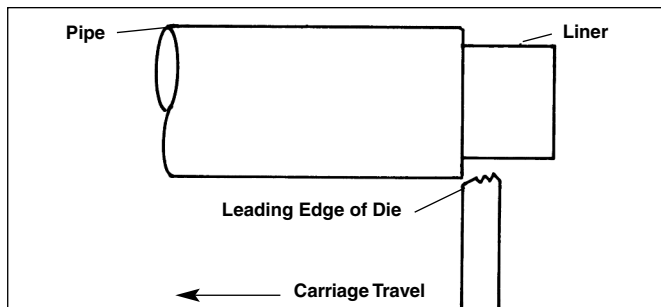 Pipe
Liner
Leading Edge of Die
Carriage Travel